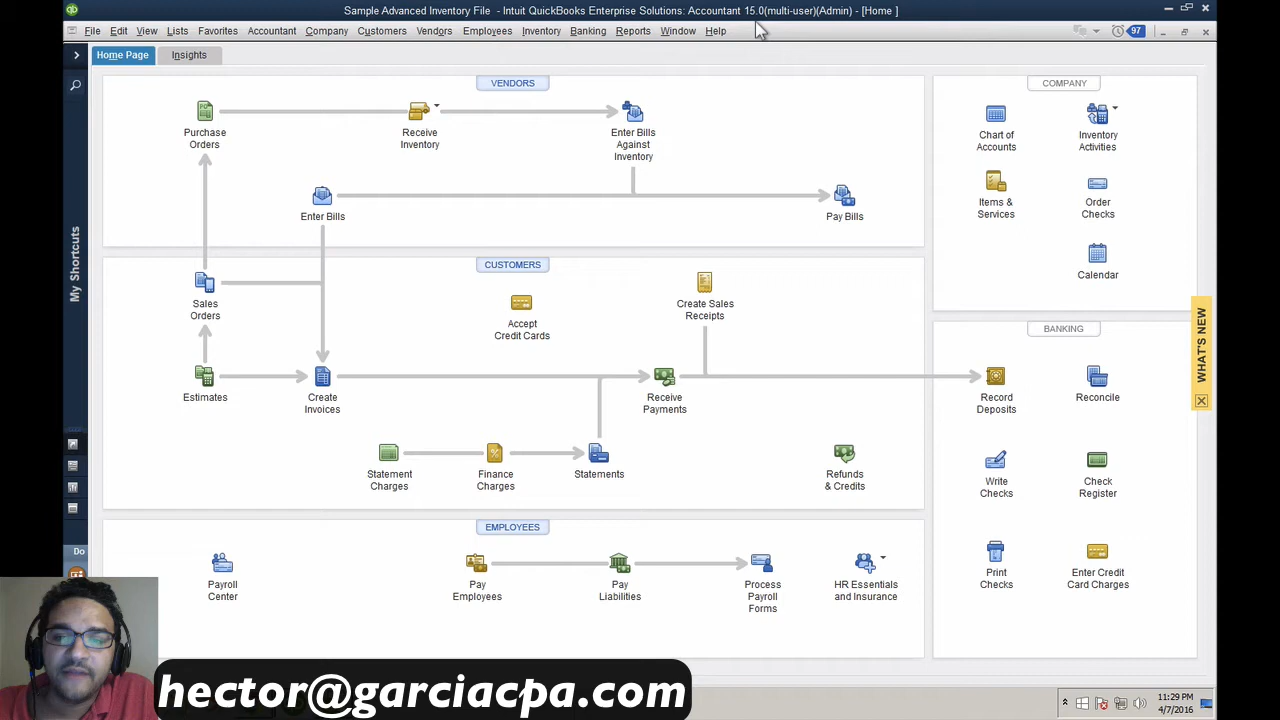 Sample Advanced Inventory File - Intuit QuickBooks Enterprise Solutions: Accountant 15.0(multi-user)(Admin) - [Home ]
File Edit View Lists Favorites Accountant Company Customers Vendors Employees Inventory Banking Reports Window Help 97
Home Page Insights
VENDORS
Purchase
Orders
Receive
Inventory
Enter Bills
Against
Inventory
Enter Bills
Pay Bills
CUSTOMERS
Sales
Orders
Accept
Credit Cards
Create Sales
Receipts
Estimates
Create
Invoices
Receive
Payments
Statement
Charges
Finance
Charges
Statements
Refunds
& Credits
EMPLOYEES
Payroll
Center
Pay
Employees
Pay
Liabilities
Process
Payroll
Forms
HR Essentials
and Insurance
COMPANY
Chart of
Accounts
Inventory
Activities
Items &
Services
Order
Checks
Calendar
BANKING
Record
Deposits
Reconcile
Write
Checks
Check
Register
Print
Checks
Enter Credit
Card Charges
My Shortcuts
Do
WHAT'S NEW
hector@garciacpa.com
11:29 PM
4/7/2016